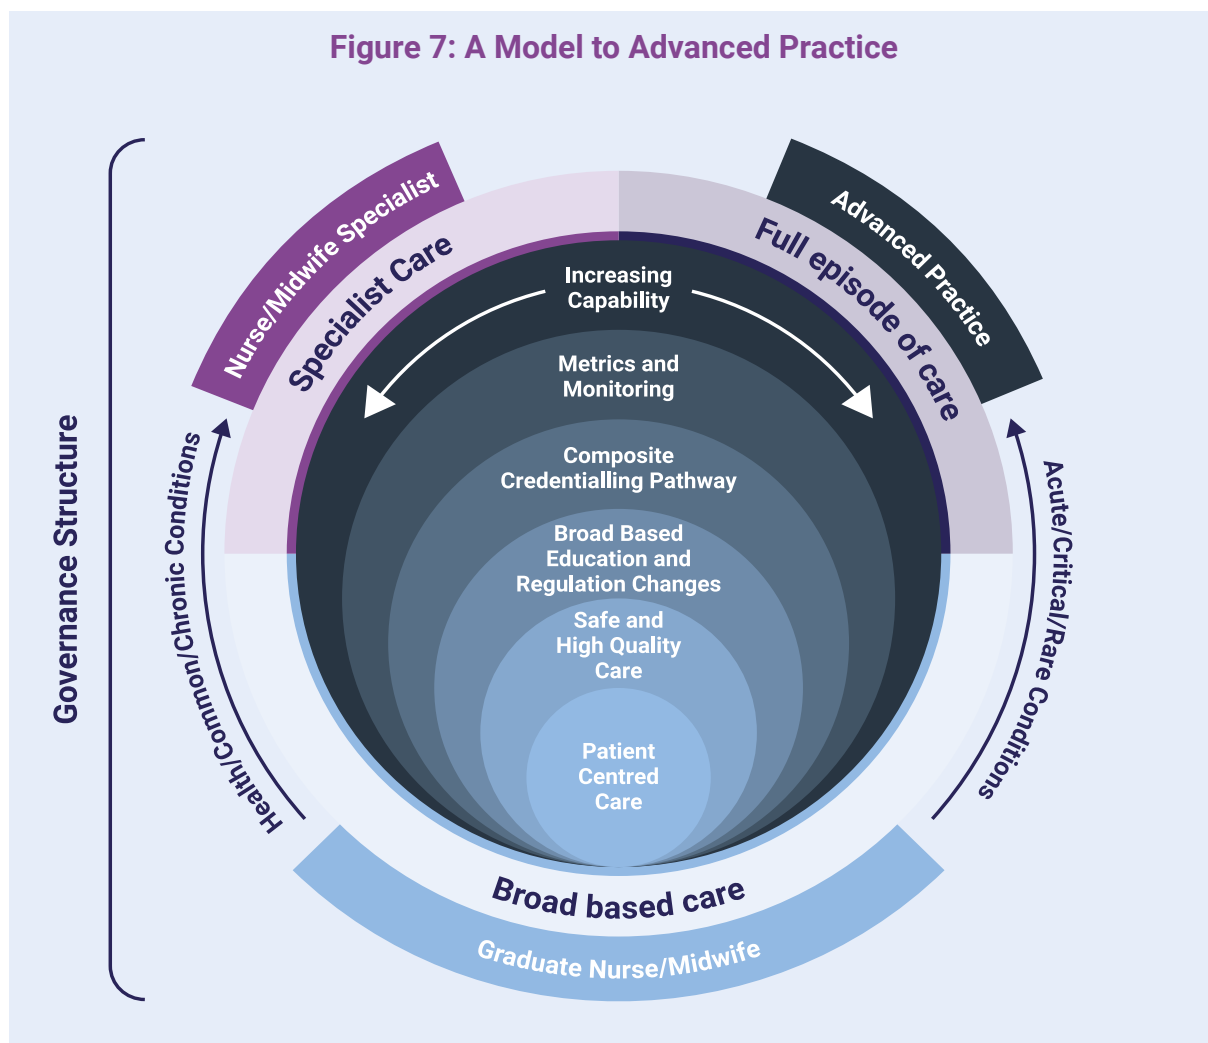 Figure 7: A Model to Advanced Practice
Governance Structure
Nurse/Midwife Specialist
Specialist Care
Advanced Practice
Full episode of care
Health/Common/Chronic Conditions
Acute/Critical/Rare Conditions
Increasing
Capability
Metrics and
Monitoring
Composite
Credentialling Pathway
Broad Based
Education and
Regulation Changes
Safe and
High Quality
Care
Patient
Centred
Care
Broad based care
Graduate Nurse/Midwife